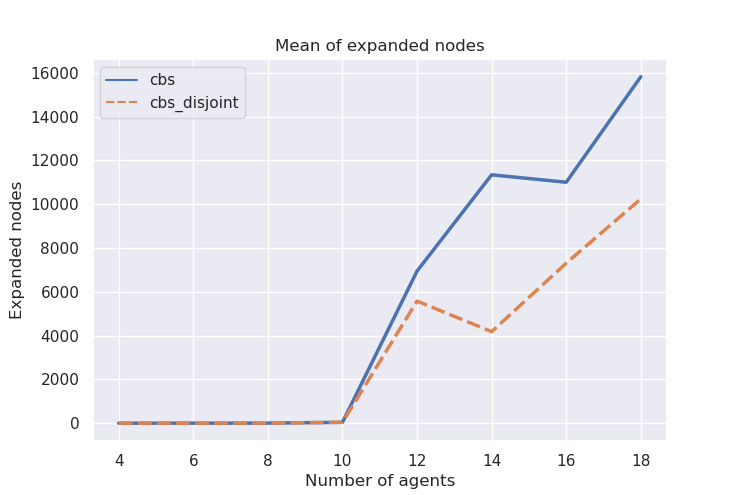 Mean of expanded nodes
cbs
cbs_disjoint
Expanded nodes
16000
14000
12000
10000
8000
6000
4000
2000
0
4 6 8 10 12 14 16 18
Number of agents